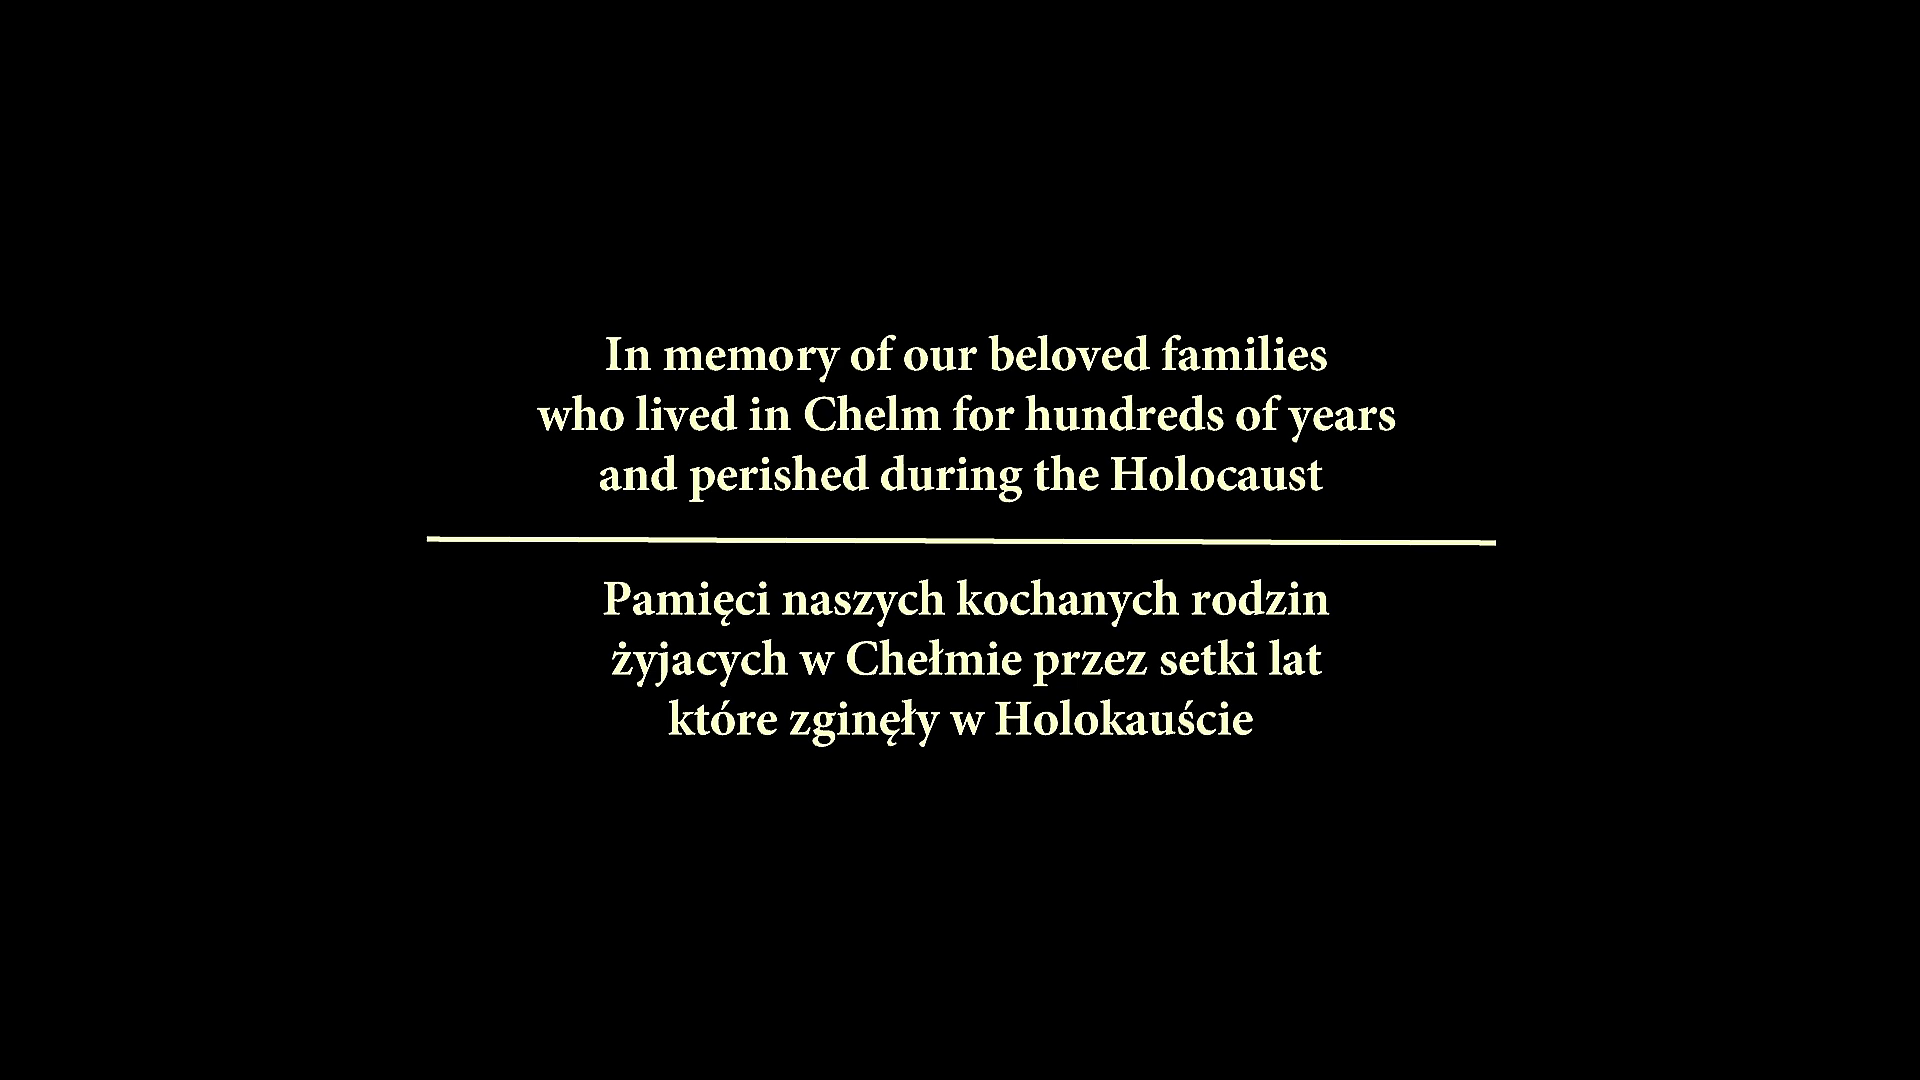 In memory of our beloved families
who lived in Chelm for hundreds of years
and perished during the Holocaust
Pamięci naszych kochanych rodzin
żyjacych w Chełmie przez setki lat
które zginęły w Holokauście